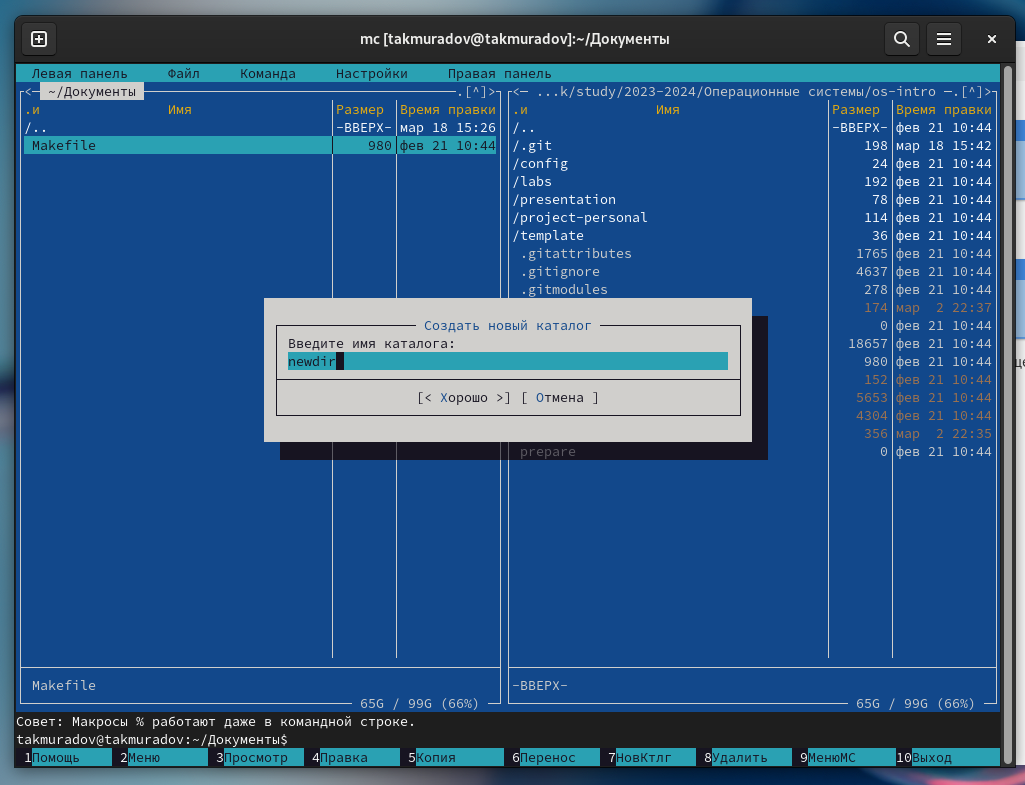 mc [takmuradov@takmuradov]:~/Документы
Левая панель Файл Команда Настройки Правая панель
<─ ~/Документы ─.[^]>
<─ ...k/study/2023-2024/Операционные системы/os-intro ─.[^]>
.и Имя Размер Время правки
.и Имя Размер Время правки
/.. -ВВЕРХ- мар 18 15:26
/.. -ВВЕРХ- фев 21 10:44
Makefile 980 фев 21 10:44
/.git 198 мар 18 15:42
/config 24 фев 21 10:44
/labs 192 фев 21 10:44
/presentation 78 фев 21 10:44
/project-personal 114 фев 21 10:44
/template 36 фев 21 10:44
.gitattributes 1765 фев 21 10:44
.gitignore 4637 фев 21 10:44
.gitmodules 278 фев 21 10:44
174 мар 2 22:37
0 фев 21 10:44
18657 фев 21 10:44
980 фев 21 10:44
152 фев 21 10:44
5653 фев 21 10:44
4304 фев 21 10:44
356 мар 2 22:35
prepare 0 фев 21 10:44
Создать новый каталог
Введите имя каталога:
newdir
[< Хорошо >] [ Отмена ]
Makefile
-ВВЕРХ-
65G / 99G (66%)
65G / 99G (66%)
Совет: Макросы % работают даже в командной строке.
takmuradov@takmuradov:~/Документы$
1Помощь 2Меню 3Просмотр 4Правка 5Копия 6Перенос 7НовКтлг 8Удалить 9МенюMC 10Выход